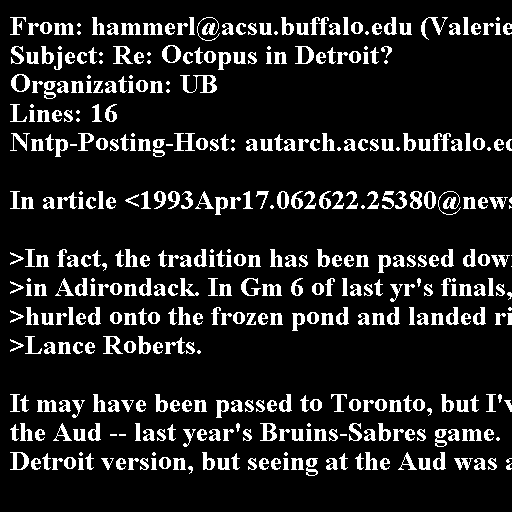 From: hammerl@acsu.buffalo.edu (Valerie
Subject: Re: Octopus in Detroit?
Organization: UB
Lines: 16
Nntp-Posting-Host: autarch.acsu.buffalo.ed
In article <1993Apr17.062622.25380@news
>In fact, the tradition has been passed dow
>in Adirondack. In Gm 6 of last yr's finals,
>hurled onto the frozen pond and landed ri
>Lance Roberts.
It may have been passed to Toronto, but I'v
the Aud -- last year's Bruins-Sabres game.
Detroit version, but seeing at the Aud was a